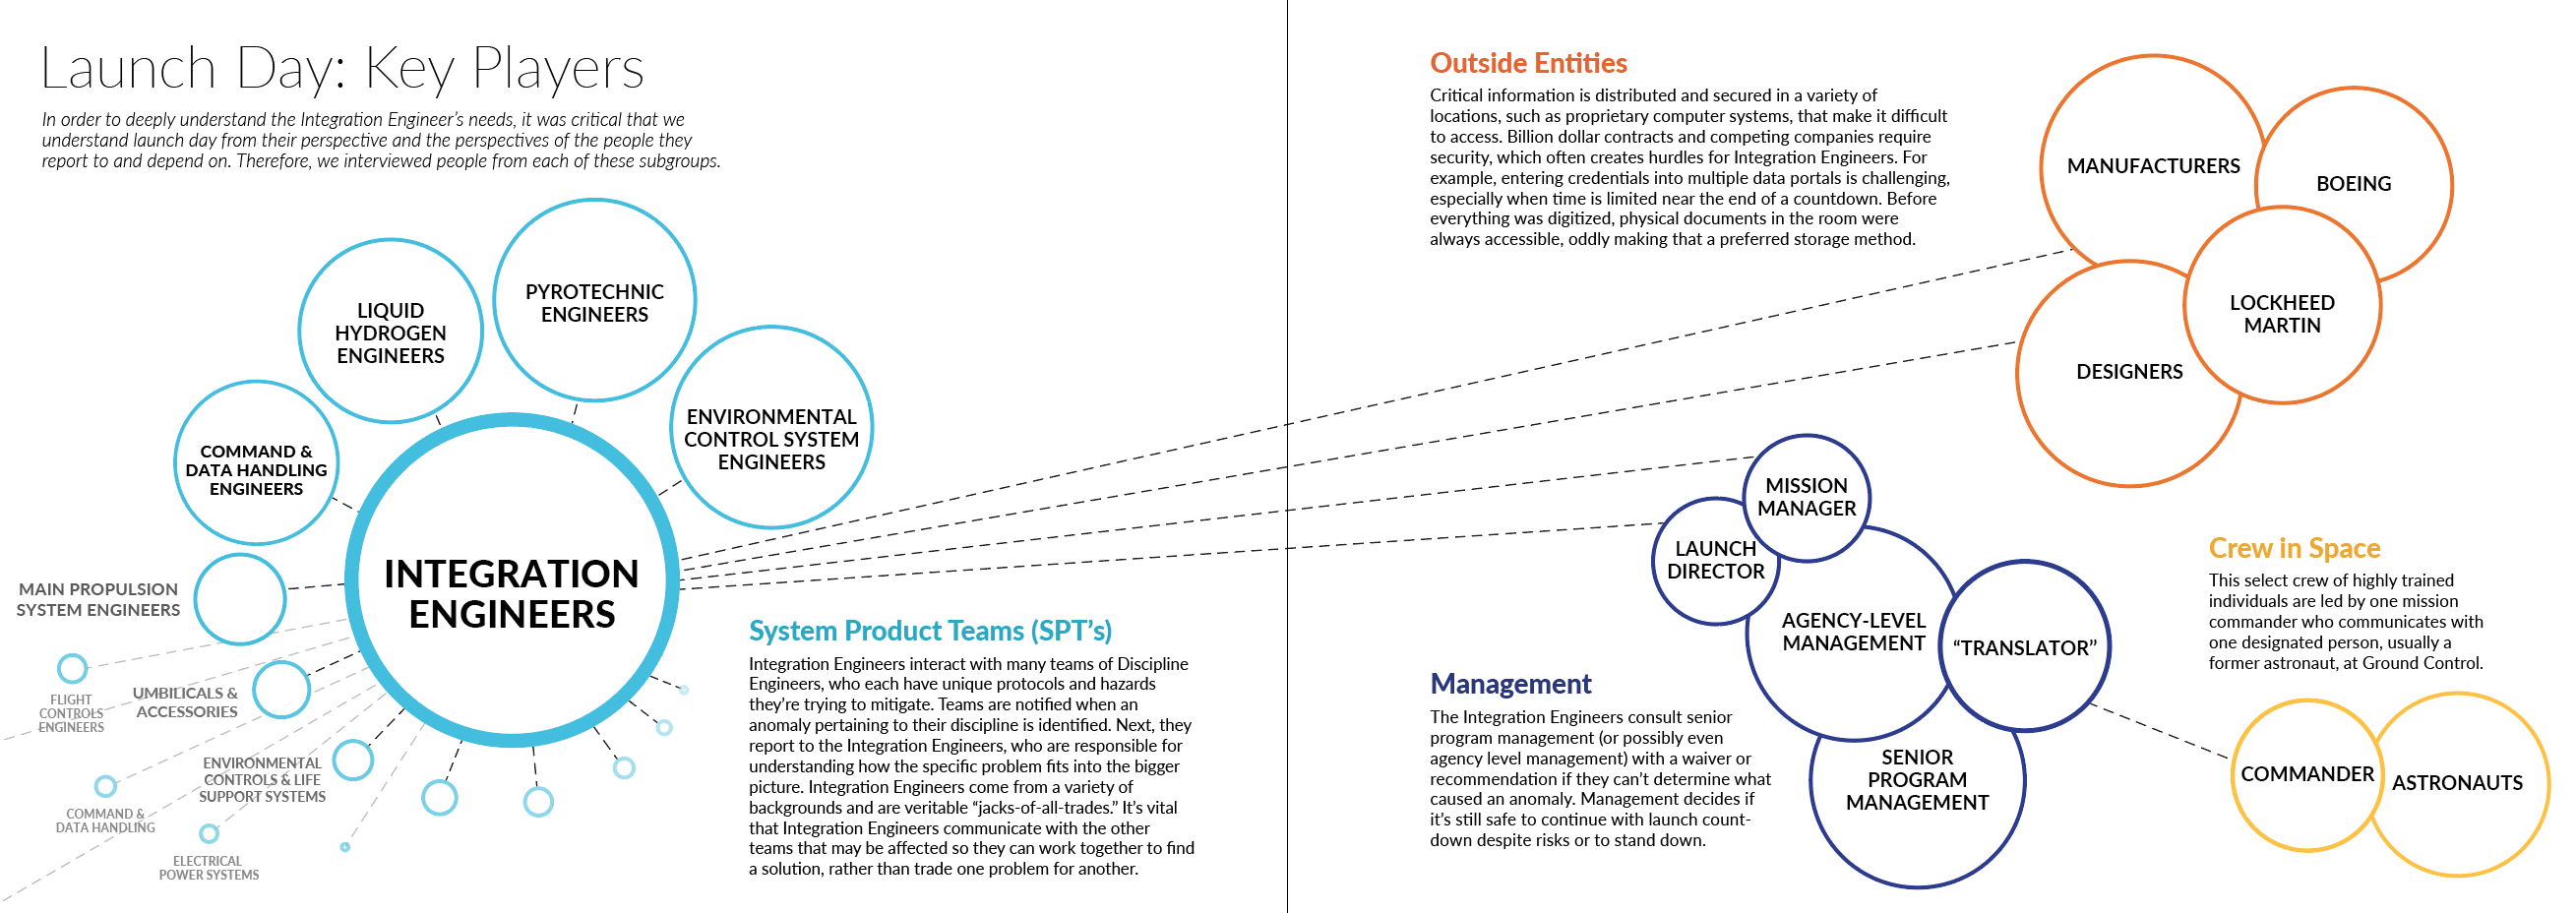 Launch Day: Key Players
In order to deeply understand the Integration Engineer's needs, it was critical that we
understand launch day from their perspective and the perspectives of the people they
report to and depend on. Therefore, we interviewed people from each of these subgroups.
PYROTECHNIC
ENGINEERS
LIQUID
HYDROGEN
ENGINEERS
ENVIRONMENTAL
CONTROL SYSTEM
ENGINEERS
COMMAND &
DATA HANDLING
ENGINEERS
INTEGRATION
ENGINEERS
MAIN PROPULSION
SYSTEM ENGINEERS
FLIGHT
CONTROLS
ENGINEERS
UMBILICALS &
ACCESSORIES
ENVIRONMENTAL
CONTROLS & LIFE
SUPPORT SYSTEMS
COMMAND &
DATA HANDLING
ELECTRICAL
POWER SYSTEMS
System Product Teams (SPT's)
Integration Engineers interact with many teams of Discipline
Engineers, who each have unique protocols and hazards
they're trying to mitigate. Teams are notified when an
anomaly pertaining to their discipline is identified. Next, they
report to the Integration Engineers, who are responsible for
understanding how the specific problem fits into the bigger
picture. Integration Engineers come from a variety of
backgrounds and are veritable "jacks-of-all-trades." It's vital
that Integration Engineers communicate with the other
teams that may be affected so they can work together to find
a solution, rather than trade one problem for another.
Outside Entities
Critical information is distributed and secured in a variety of
locations, such as proprietary computer systems, that make it difficult
to access. Billion dollar contracts and competing companies require
security, which often creates hurdles for Integration Engineers. For
example, entering credentials into multiple data portals is challenging,
especially when time is limited near the end of a countdown. Before
everything was digitized, physical documents in the room were
always accessible, oddly making that a preferred storage method.
MANUFACTURERS
BOEING
LOCKHEED
MARTIN
DESIGNERS
MISSION
MANAGER
LAUNCH
DIRECTOR
AGENCY-LEVEL
MANAGEMENT
"TRANSLATOR"
SENIOR
PROGRAM
MANAGEMENT
Management
The Integration Engineers consult senior
program management (or possibly even
agency level management) with a waiver or
recommendation if they can't determine what
caused an anomaly. Management decides if
it's still safe to continue with launch count-
down despite risks or to stand down.
Crew in Space
This select crew of highly trained
individuals are led by one mission
commander who communicates with
one designated person, usually a
former astronaut, at Ground Control.
COMMANDER
ASTRONAUTS